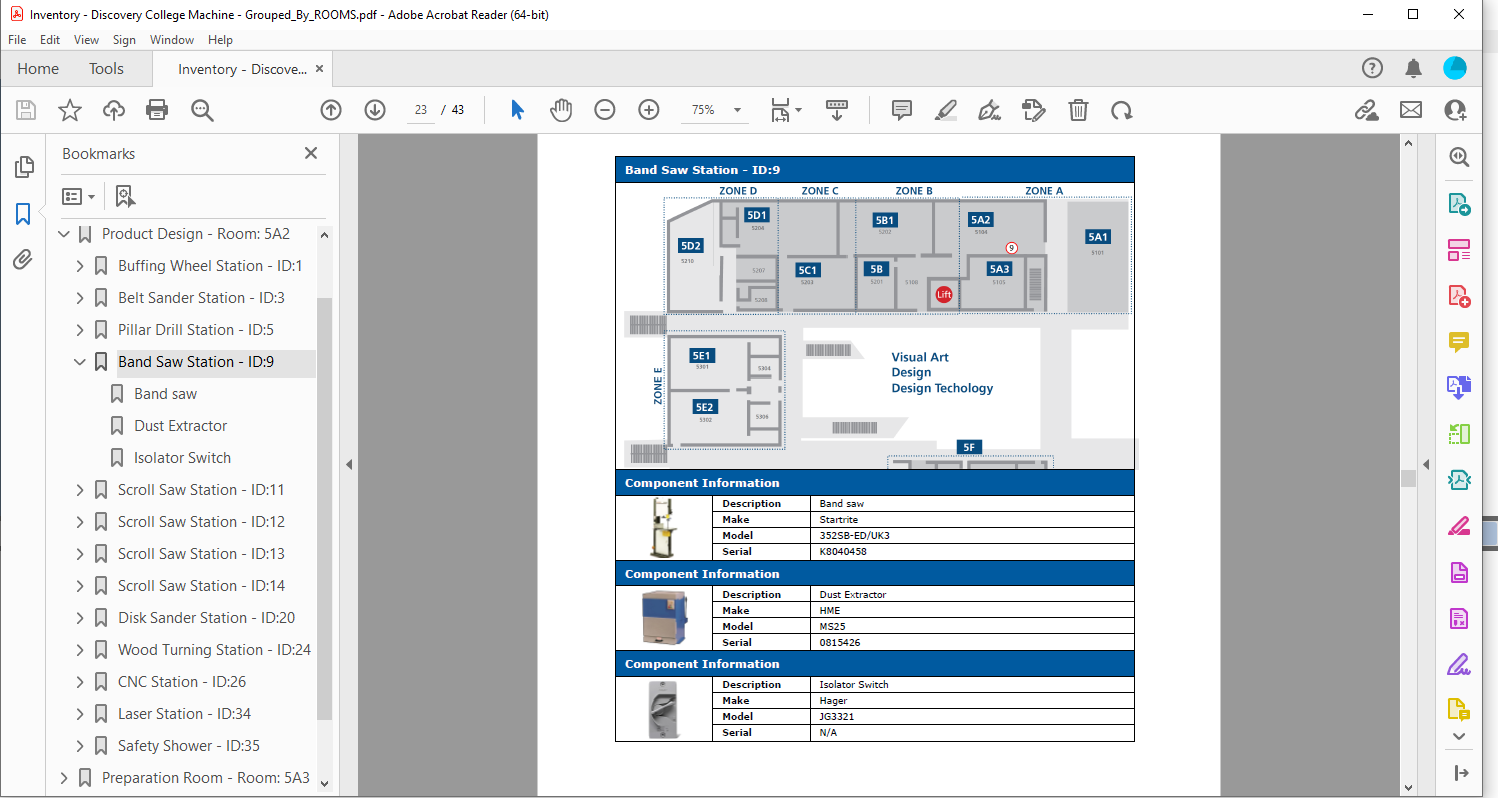 Inventory - Discovery College Machine - Grouped_By_ROOMS.pdf - Adobe Acrobat Reader (64-bit)
File Edit View Sign Window Help
Home Tools Inventory - Discove... ×
23 / 43 75%
Bookmarks
Product Design - Room: 5A2
Buffing Wheel Station - ID:1
Belt Sander Station - ID:3
Pillar Drill Station - ID:5
Band Saw Station - ID:9
Band saw
Dust Extractor
Isolator Switch
Scroll Saw Station - ID:11
Scroll Saw Station - ID:12
Scroll Saw Station - ID:13
Scroll Saw Station - ID:14
Disk Sander Station - ID:20
Wood Turning Station - ID:24
CNC Station - ID:26
Laser Station - ID:34
Safety Shower - ID:35
Preparation Room - Room: 5A3
Band Saw Station - ID:9
ZONE D ZONE C ZONE B ZONE A
5D1
5204
5B1
5202
5A2
5104
5A1
5101
9
5D2
5210
5207
5208
5C1
5203
5B
5201
5100
Lift
5A3
5105
ZONE E
5E1
5301
5304
5E2
5302
5306
Visual Art
Design
Design Techology
5F
Component Information
Description Band saw
Make Startrite
Model 352SB-ED/UK3
Serial K8040458
Component Information
Description Dust Extractor
Make HME
Model MS25
Serial 0815426
Component Information
Description Isolator Switch
Make Hager
Model JG3321
Serial N/A